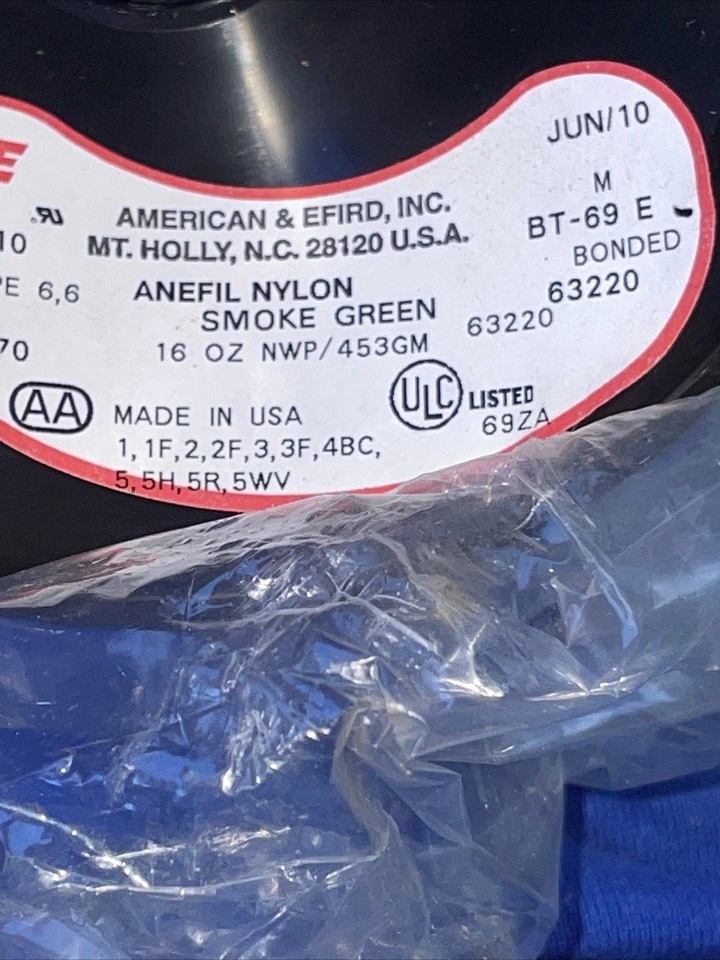 JUN/10
M
BT-69 E
BONDED
63220
AMERICAN & EFIRD, INC.
MT. HOLLY, N.C. 28120 U.S.A.
10
E 6,6
ANEFIL NYLON
SMOKE GREEN
63220
70
16 OZ NWP/453GM
AA
MADE IN USA
ULC LISTED
69ZA
1,1F,2,2F,3,3F,4BC,
5,5H,5R,5WV